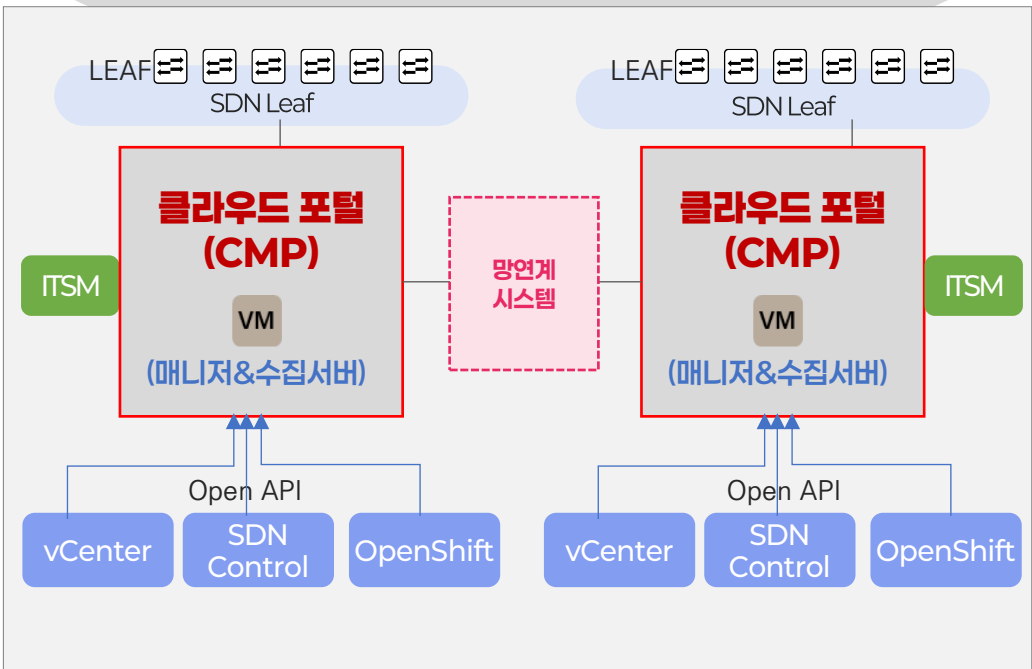 LEAF
SDN Leaf
클라우드 포털
(CMP)
VM
(매니저&수집서버)
ITSM
망연계
시스템
LEAF
SDN Leaf
클라우드 포털
(CMP)
VM
(매니저&수집서버)
ITSM
Open API
vCenter
SDN
Control
OpenShift
Open API
vCenter
SDN
Control
OpenShift